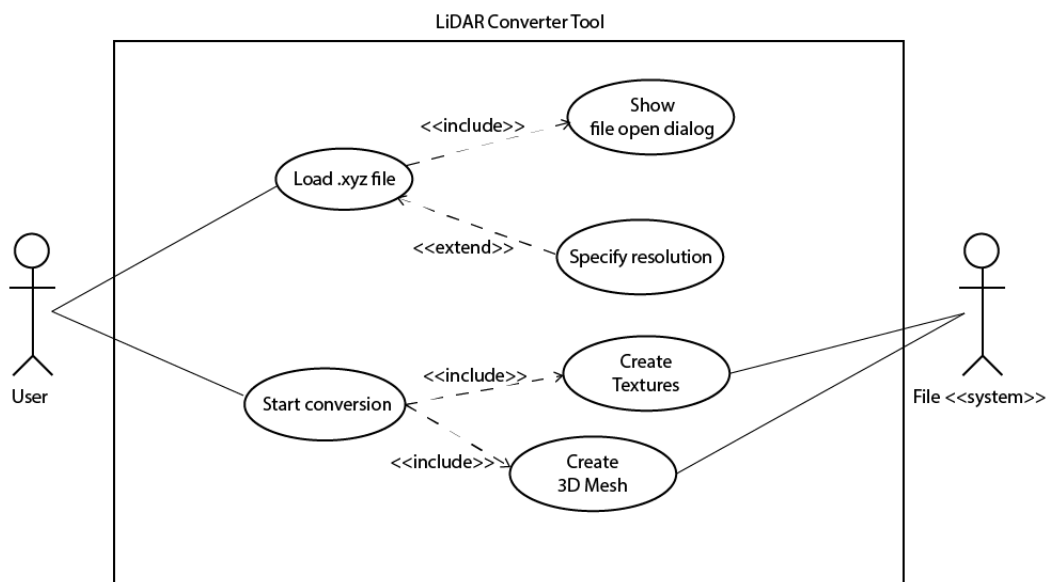 LiDAR Converter Tool
Show
file open dialog
<<include>>
Load .xyz file
<<extend>>
Specify resolution
User
File <<system>>
Create
Textures
<<include>>
Start conversion
<<include>>
Create
3D Mesh